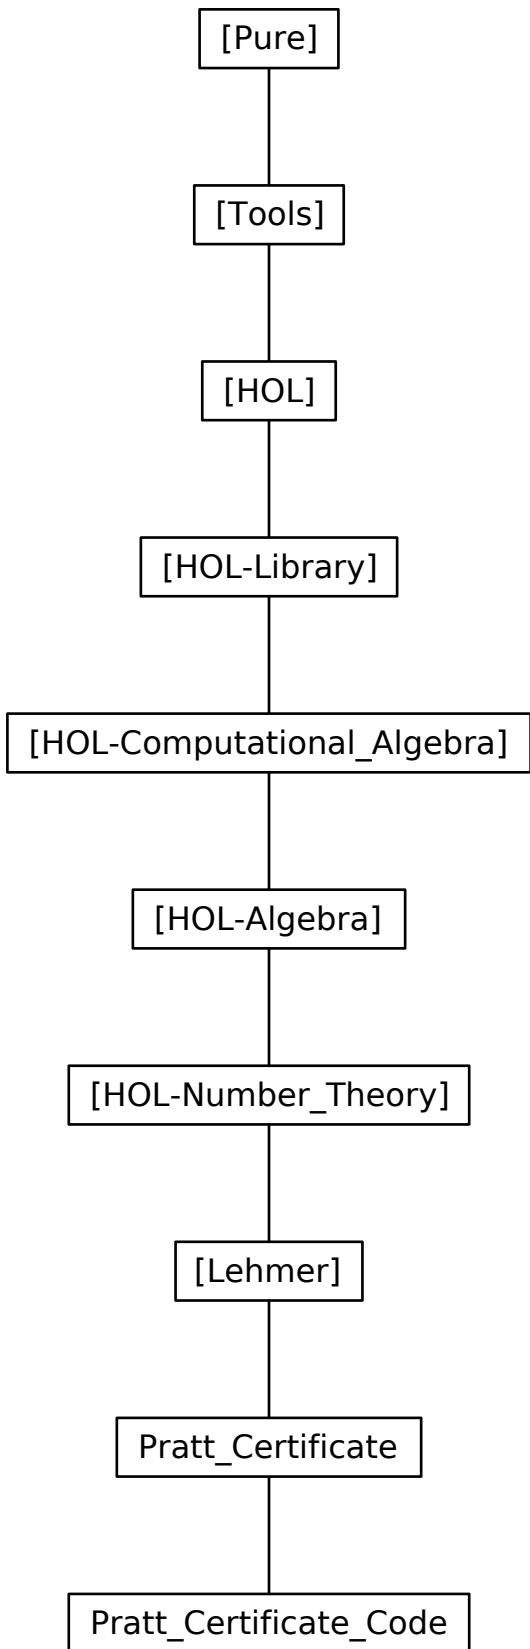 [Pure]
[Tools]
[HOL]
[HOL-Library]
[HOL-Computational_Algebra]
[HOL-Algebra]
[HOL-Number_Theory]
[Lehmer]
Pratt_Certificate
Pratt_Certificate_Code